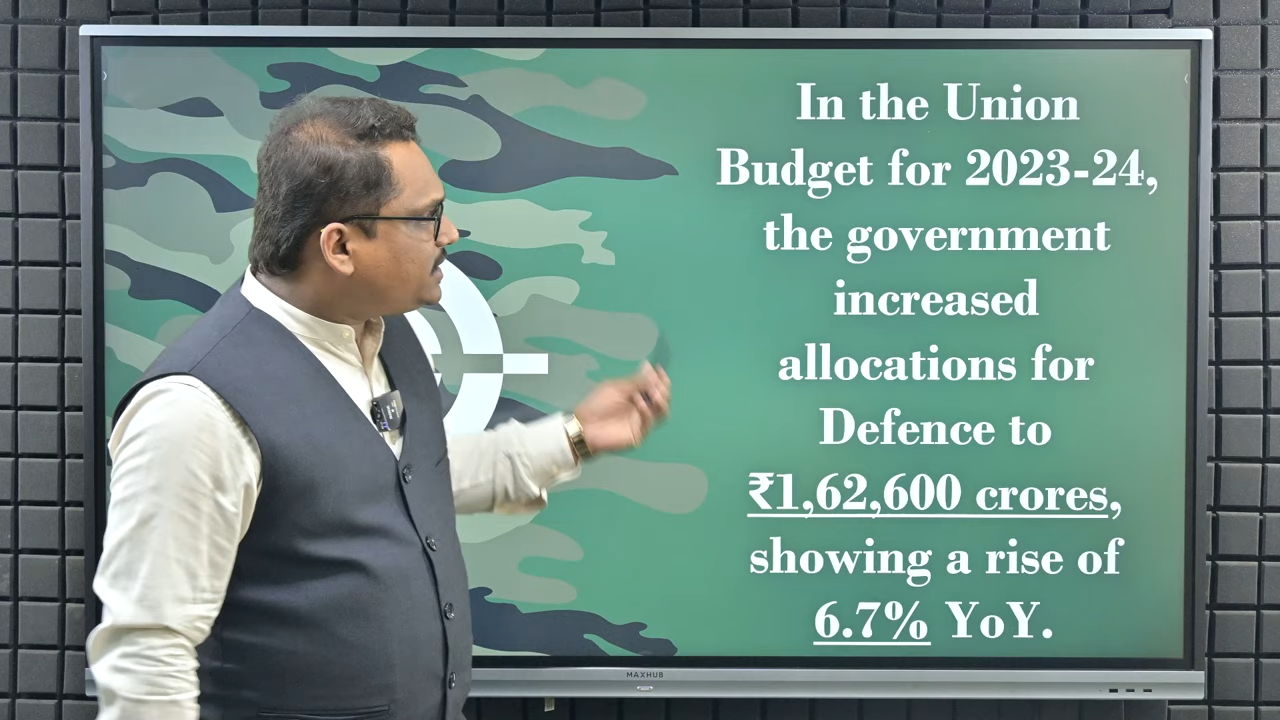 In the Union
Budget for 2023-24,
the government
increased
allocations for
Defence to
₹1,62,600 crores,
showing a rise of
6.7% YoY.
MAXHUB